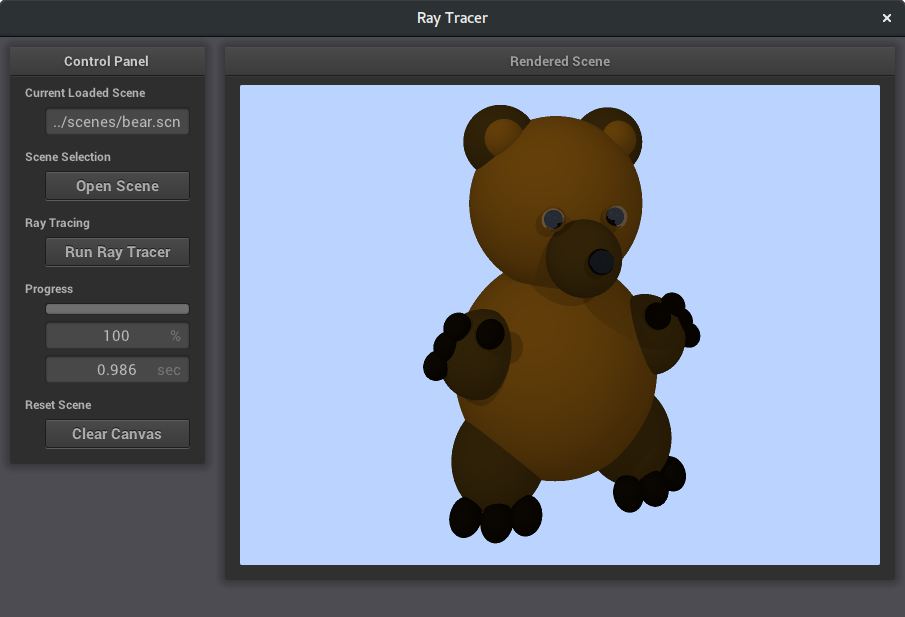 Ray Tracer
×
Control Panel
Current Loaded Scene
../scenes/bear.scn
Scene Selection
Open Scene
Ray Tracing
Run Ray Tracer
Progress
100 %
0.986 sec
Reset Scene
Clear Canvas
Rendered Scene